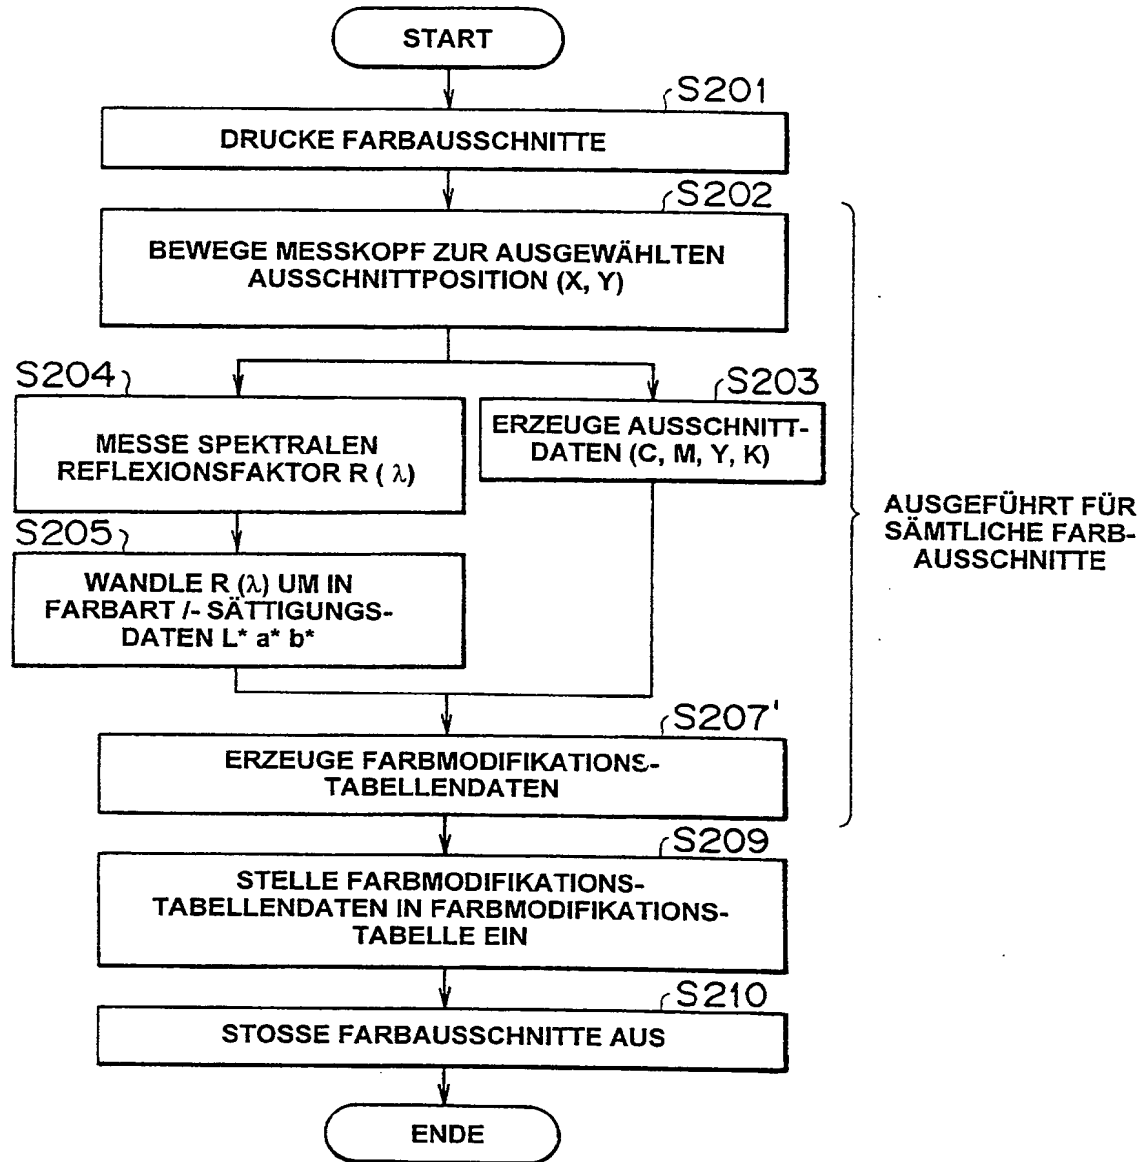 START
S201
DRUCKE FARBAUSSCHNITTE
S202
BEWEGE MESSKOPF ZUR AUSGEWÄHLTEN
AUSSCHNITTPOSITION (X, Y)
S204
MESSE SPEKTRALEN
REFLEXIONSFAKTOR R ( λ)
S203
ERZEUGE AUSSCHNITT-
DATEN (C, M, Y, K)
S205
WANDLE R (λ) UM IN
FARBART /- SÄTTIGUNGS-
DATEN L* a* b*
AUSGEFÜHRT FÜR
SÄMTLICHE FARB-
AUSSCHNITTE
S207'
ERZEUGE FARBMODIFIKATIONS-
TABELLENDATEN
S209
STELLE FARBMODIFIKATIONS-
TABELLENDATEN IN FARBMODIFIKATIONS-
TABELLE EIN
S210
STOSSE FARBAUSSCHNITTE AUS
ENDE